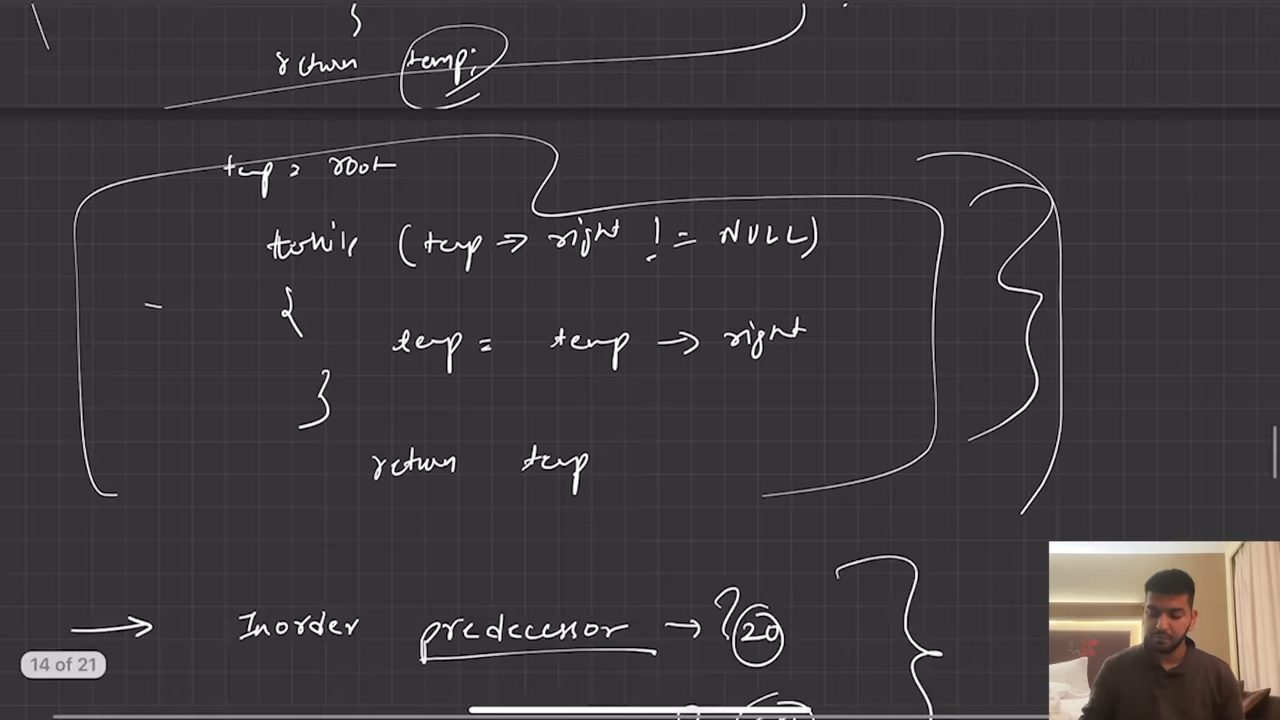 }
return temp;
temp = root
while (temp → right != NULL)
{
temp = temp → right
}
return temp
→ Inorder predecessor → ? 20
14 of 21